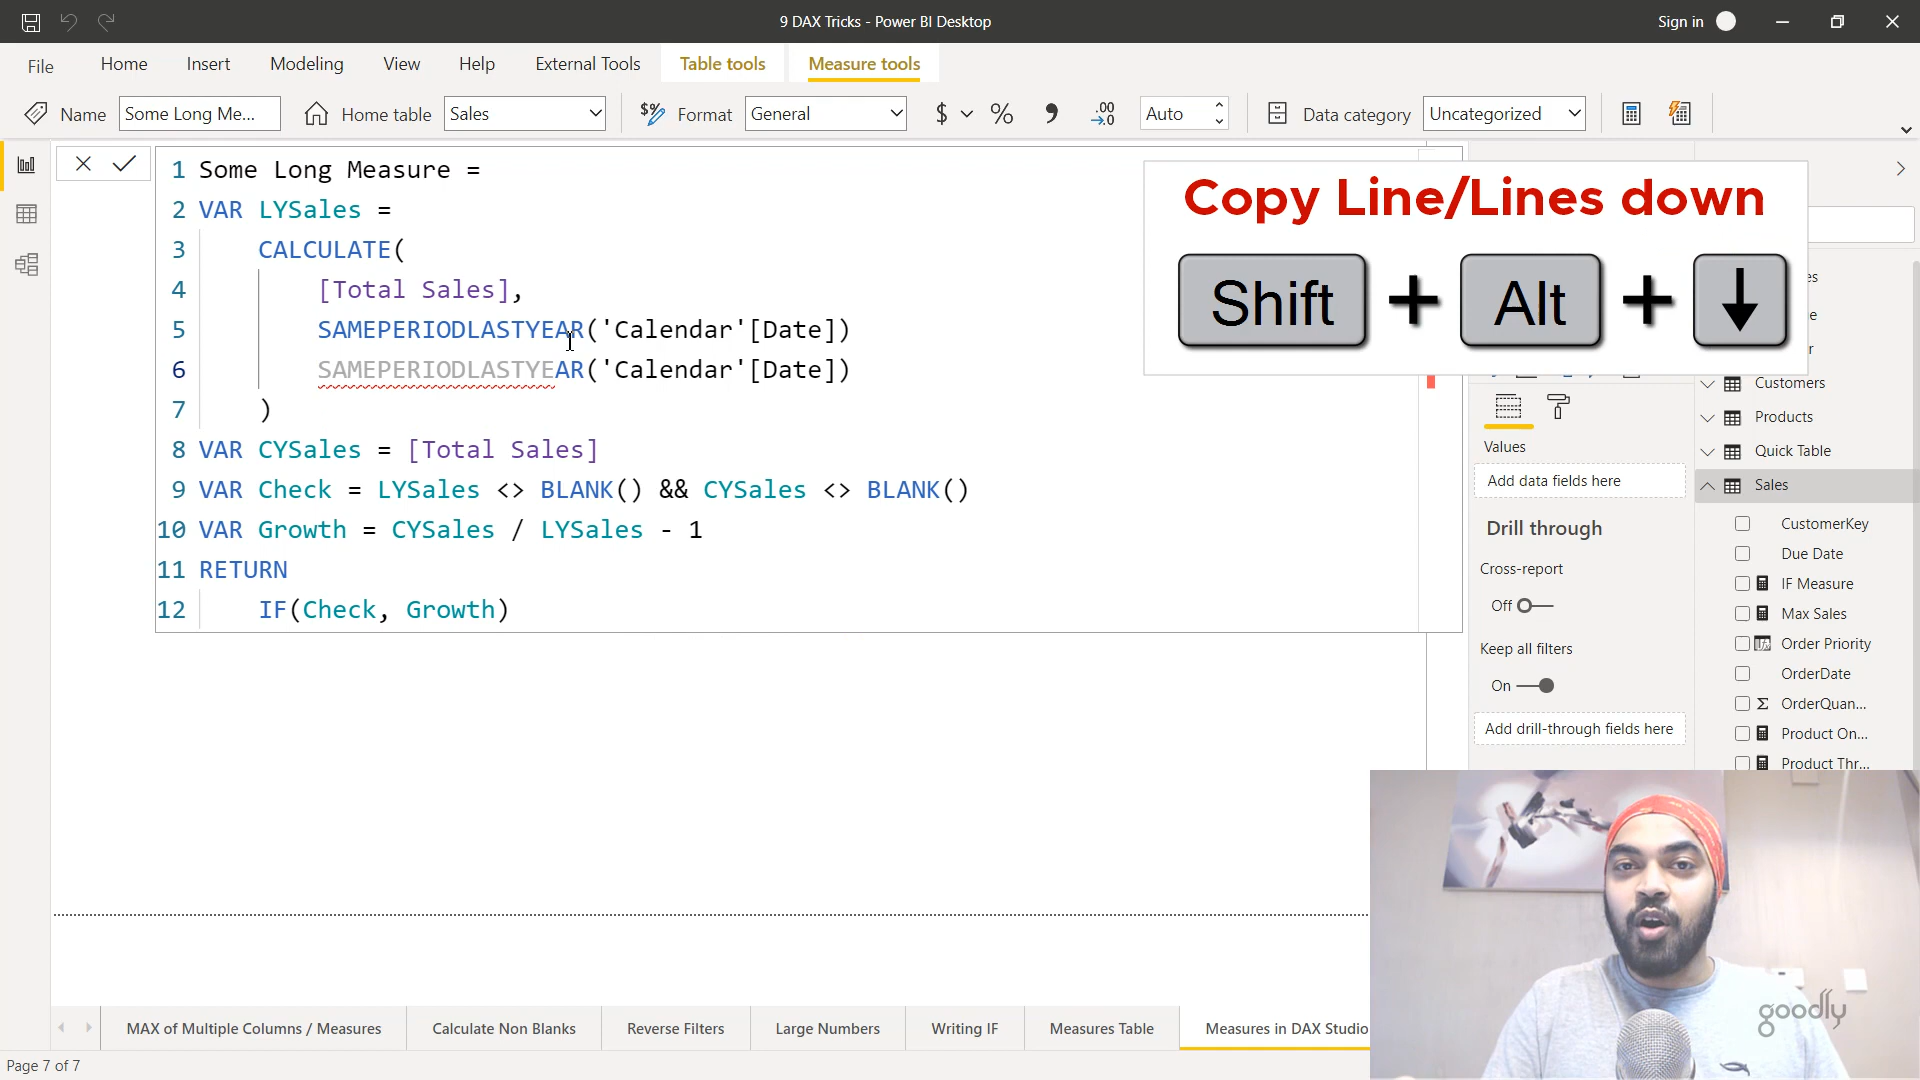 9 DAX Tricks - Power BI Desktop
Sign in
File
Home
Insert
Modeling
View
Help
External Tools
Table tools
Measure tools
Name
Some Long Me...
Home table
Sales
Format
General
$
%
,
.00
Auto
Data category
Uncategorized
1 Some Long Measure =
2 VAR LYSales =
3 CALCULATE(
4 [Total Sales],
5 SAMEPERIODLASTYEAR('Calendar'[Date])
6 SAMEPERIODLASTYEAR('Calendar'[Date])
7 )
8 VAR CYSales = [Total Sales]
9 VAR Check = LYSales <> BLANK() && CYSales <> BLANK()
10 VAR Growth = CYSales / LYSales - 1
11 RETURN
12 IF(Check, Growth)
Copy Line/Lines down
Shift + Alt + ↓
Values
Add data fields here
Drill through
Cross-report
Off
Keep all filters
On
Add drill-through fields here
Customers
Products
Quick Table
Sales
CustomerKey
Due Date
IF Measure
Max Sales
Order Priority
OrderDate
Σ OrderQuan...
Product On...
Product Thr...
goodly
MAX of Multiple Columns / Measures
Calculate Non Blanks
Reverse Filters
Large Numbers
Writing IF
Measures Table
Measures in DAX Studio
Page 7 of 7